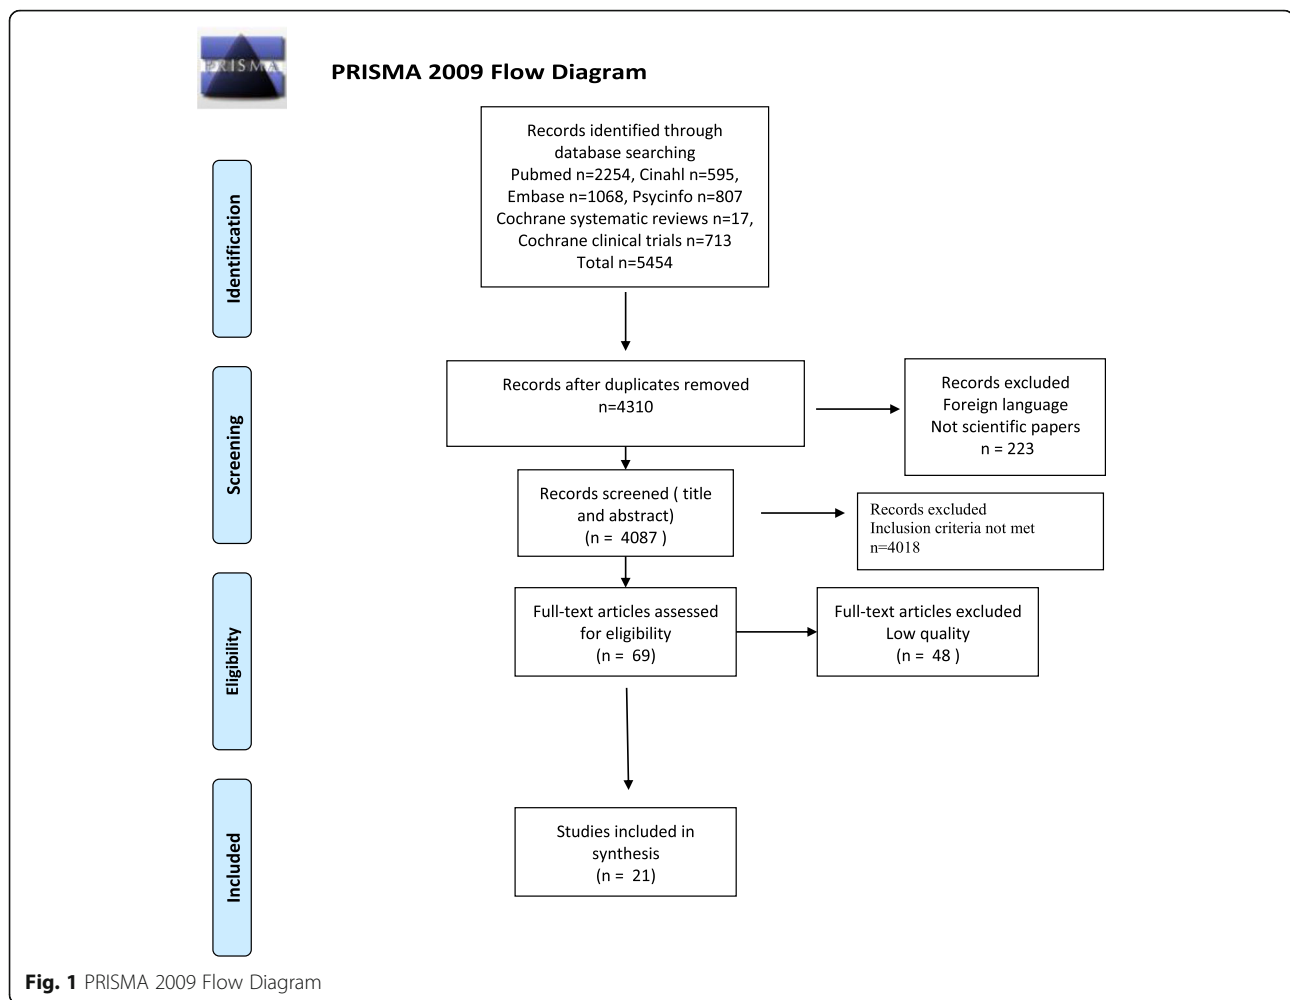 PRISMA
PRISMA 2009 Flow Diagram
Identification
Records identified through
database searching
Pubmed n=2254, Cinahl n=595,
Embase n=1068, Psycinfo n=807
Cochrane systematic reviews n=17,
Cochrane clinical trials n=713
Total n=5454
Screening
Records after duplicates removed
n=4310
Records excluded
Foreign language
Not scientific papers
n = 223
Records screened ( title
and abstract)
(n = 4087 )
Records excluded
Inclusion criteria not met
n=4018
Eligibility
Full-text articles assessed
for eligibility
(n = 69)
Full-text articles excluded
Low quality
(n = 48 )
Included
Studies included in
synthesis
(n = 21)
Fig. 1 PRISMA 2009 Flow Diagram